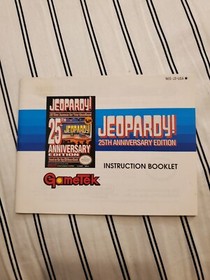 JEOPARDY!
25TH
ANNIVERSARY
EDITION
JEOPARDY!
25TH ANNIVERSARY EDITION
INSTRUCTION BOOKLET
GameTek